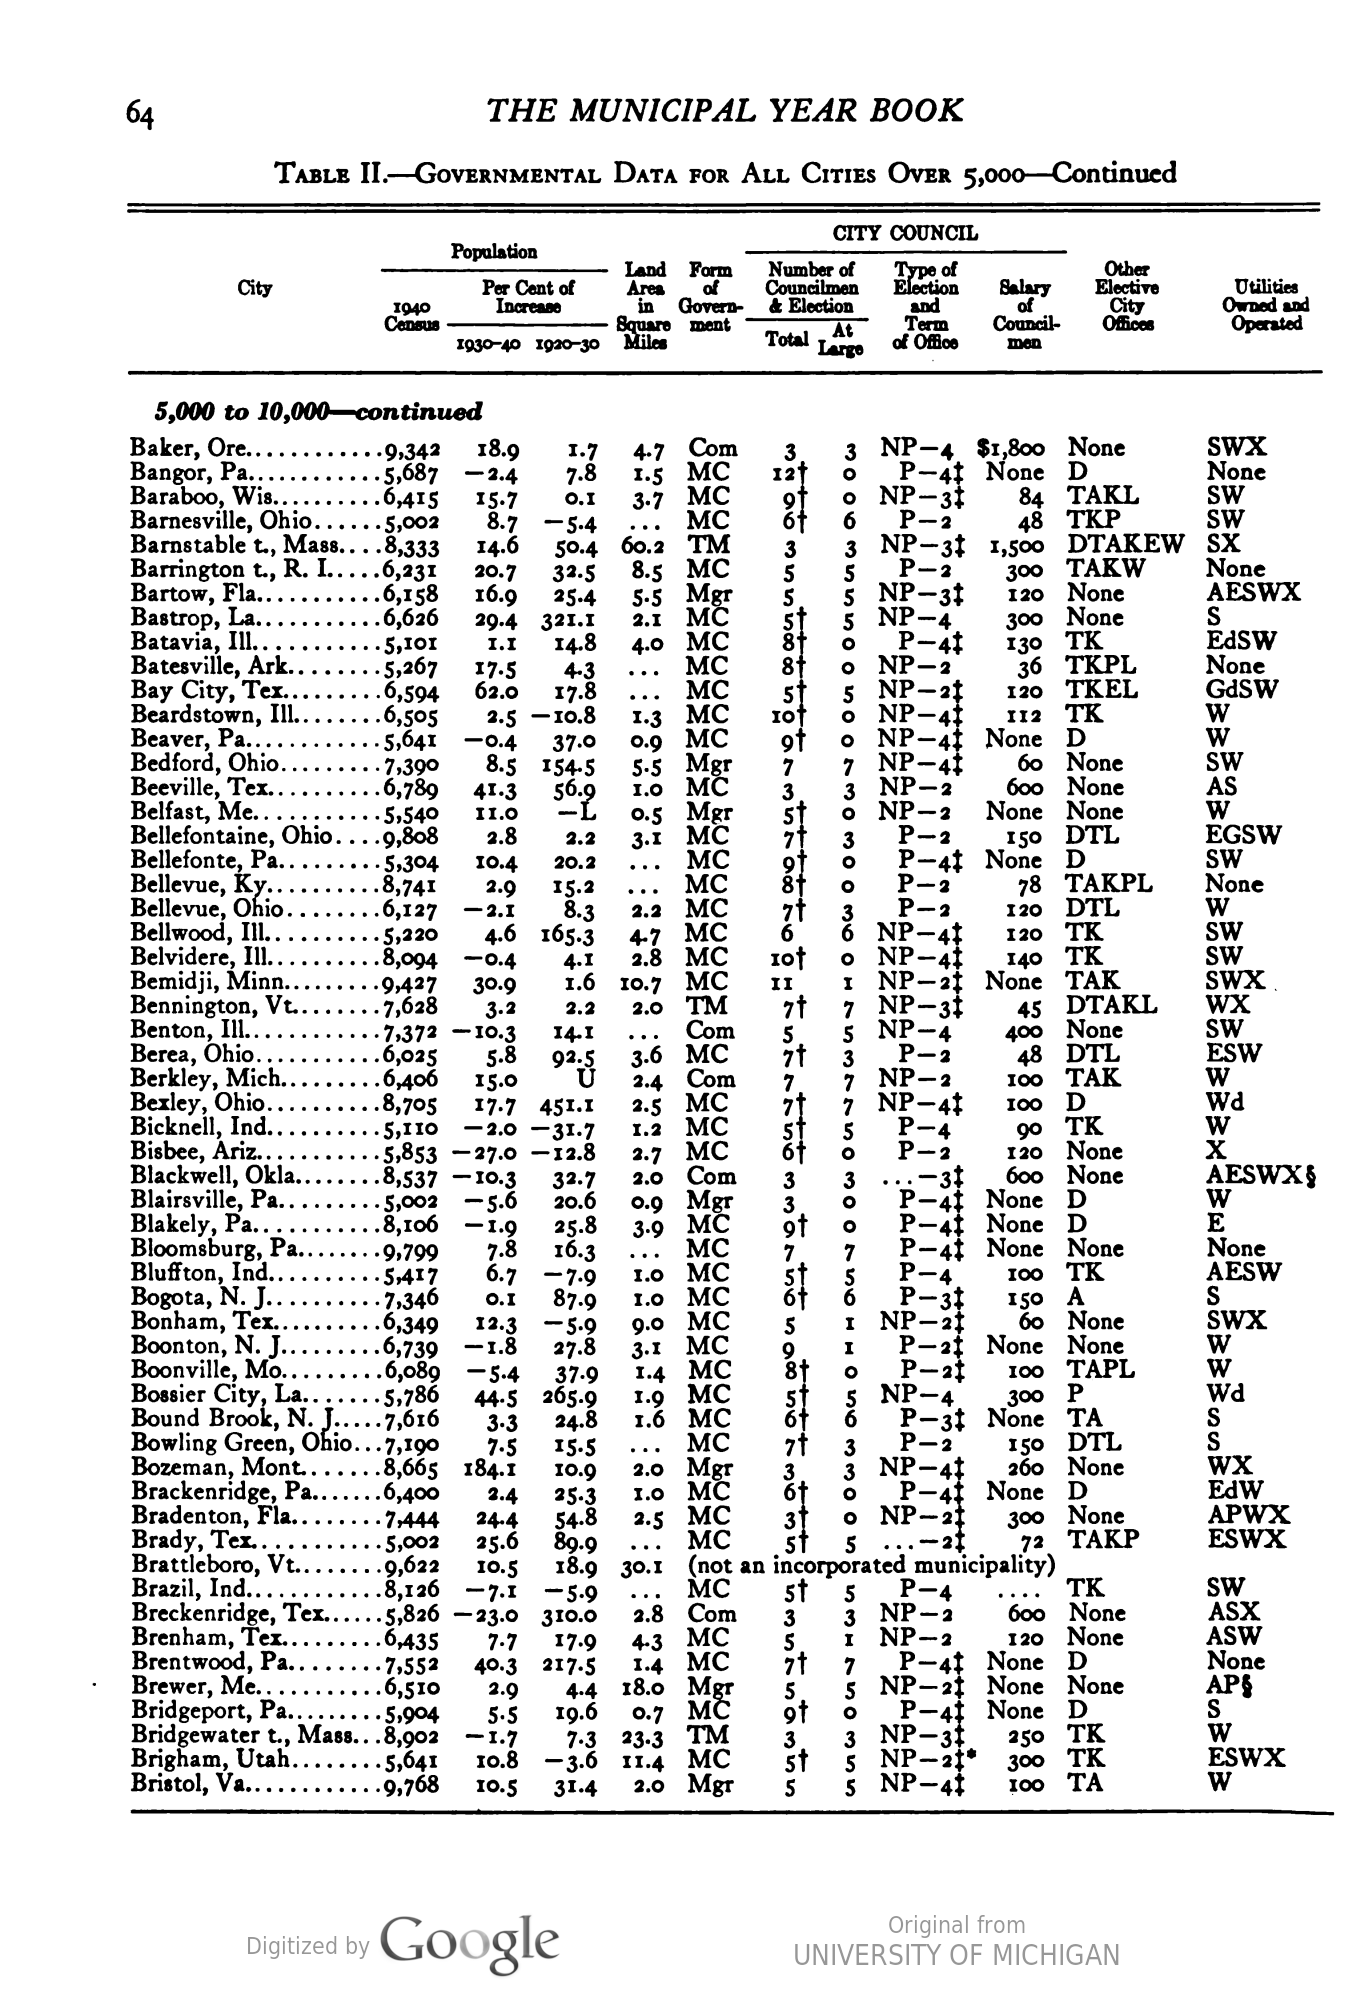 64 THE MUNICIPAL YEAR BOOK
TABLE II.—GOVERNMENTAL DATA FOR ALL CITIES OVER 5,000—Continued
CITY COUNCIL
Population
Land Form Number of Type of Other
City Per Cent of Area of Councilmen Election Salary Elective Utilities
1940 Increase in Govern- & Election and of City Owned and
Census Square ment Term Council- Offices Operated
1930-40 1920-30 Miles Total At Large of Office men
5,000 to 10,000—continued
Baker, Ore............9,342 18.9 1.7 4.7 Com 3 3 NP-4 $1,800 None SWX
Bangor, Pa............5,687 -2.4 7.8 1.5 MC 12† 0 P-4‡ None D None
Baraboo, Wis..........6,415 15.7 0.1 3.7 MC 9† 0 NP-3‡ 84 TAKL SW
Barnesville, Ohio......5,002 8.7 -5.4 ... MC 6† 6 P-2 48 TKP SW
Barnstable t., Mass....8,333 14.6 50.4 60.2 TM 3 3 NP-3‡ 1,500 DTAKEW SX
Barrington t., R. I.....6,231 20.7 32.5 8.5 MC 5 5 P-2 300 TAKW None
Bartow, Fla...........6,158 16.9 25.4 5.5 Mgr 5 5 NP-3‡ 120 None AESWX
Bastrop, La...........6,626 29.4 321.1 2.1 MC 5† 5 NP-4 300 None S
Batavia, Ill...........5,101 1.1 14.8 4.0 MC 8† 0 P-4‡ 130 TK EdSW
Batesville, Ark........5,267 17.5 4.3 ... MC 8† 0 NP-2 36 TKPL None
Bay City, Tex.........6,594 62.0 17.8 ... MC 5† 5 NP-2‡ 120 TKEL GdSW
Beardstown, Ill........6,505 2.5 -10.8 1.3 MC 10† 0 NP-4‡ 112 TK W
Beaver, Pa............5,641 -0.4 37.0 0.9 MC 9† 0 NP-4‡ None D W
Bedford, Ohio.........7,390 8.5 154.5 5.5 Mgr 7 7 NP-4‡ 60 None SW
Beeville, Tex..........6,789 41.3 56.9 1.0 MC 3 3 NP-2 600 None AS
Belfast, Me...........5,540 11.0 -L 0.5 Mgr 5† 0 NP-2 None None W
Bellefontaine, Ohio....9,808 2.8 2.2 3.1 MC 7† 3 P-2 150 DTL EGSW
Bellefonte, Pa.........5,304 10.4 20.2 ... MC 9† 0 P-4‡ None D SW
Bellevue, Ky..........8,741 2.9 15.2 ... MC 8† 0 P-2 78 TAKPL None
Bellevue, Ohio........6,127 -2.1 8.3 2.2 MC 7† 3 P-2 120 DTL W
Bellwood, Ill..........5,220 4.6 165.3 4.7 MC 6 6 NP-4‡ 120 TK SW
Belvidere, Ill..........8,094 -0.4 4.1 2.8 MC 10† 0 NP-4‡ 140 TK SW
Bemidji, Minn.........9,427 30.9 1.6 10.7 MC 11 1 NP-2‡ None TAK SWX
Bennington, Vt........7,628 3.2 2.2 2.0 TM 7† 7 NP-3‡ 45 DTAKL WX
Benton, Ill............7,372 -10.3 14.1 ... Com 5 5 NP-4 400 None SW
Berea, Ohio...........6,025 5.8 92.5 3.6 MC 7† 3 P-2 48 DTL ESW
Berkley, Mich.........6,406 15.0 U 2.4 Com 7 7 NP-2 100 TAK W
Bexley, Ohio..........8,705 17.7 451.1 2.5 MC 7† 7 NP-4‡ 100 D Wd
Bicknell, Ind..........5,110 -2.0 -31.7 1.2 MC 5† 5 P-4 90 TK W
Bisbee, Ariz...........5,853 -27.0 -12.8 2.7 MC 6† 0 P-2 120 None X
Blackwell, Okla........8,537 -10.3 32.7 2.0 Com 3 3 ...-3‡ 600 None AESWX§
Blairsville, Pa.........5,002 -5.6 20.6 0.9 Mgr 3 0 P-4‡ None D W
Blakely, Pa............8,106 -1.9 25.8 3.9 MC 9† 0 P-4‡ None D E
Bloomsburg, Pa........9,799 7.8 16.3 ... MC 7 7 P-4‡ None None None
Bluffton, Ind..........5,417 6.7 -7.9 1.0 MC 5† 5 P-4 100 TK AESW
Bogota, N. J..........7,346 0.1 87.9 1.0 MC 6† 6 P-3‡ 150 A S
Bonham, Tex..........6,349 12.3 -5.9 9.0 MC 5 1 NP-2‡ 60 None SWX
Boonton, N. J.........6,739 -1.8 27.8 3.1 MC 9 1 P-2‡ None None W
Boonville, Mo.........6,089 -5.4 37.9 1.4 MC 8† 0 P-2‡ 100 TAPL W
Bossier City, La.......5,786 44.5 265.9 1.9 MC 5† 5 NP-4 300 P Wd
Bound Brook, N. J.....7,616 3.3 24.8 1.6 MC 6† 6 P-3‡ None TA S
Bowling Green, Ohio...7,190 7.5 15.5 ... MC 7† 3 P-2 150 DTL S
Bozeman, Mont........8,665 184.1 10.9 2.0 Mgr 3 3 NP-4‡ 260 None WX
Brackenridge, Pa.......6,400 2.4 25.3 1.0 MC 6† 0 P-4‡ None D EdW
Bradenton, Fla........7,444 24.4 54.8 2.5 MC 3† 0 NP-2‡ 300 None APWX
Brady, Tex............5,002 25.6 89.9 ... MC 5† 5 ...-2‡ 72 TAKP ESWX
Brattleboro, Vt........9,622 10.5 18.9 30.1 (not an incorporated municipality)
Brazil, Ind............8,126 -7.1 -5.9 ... MC 5† 5 P-4 .... TK SW
Breckenridge, Tex.....5,826 -23.0 310.0 2.8 Com 3 3 NP-2 600 None ASX
Brenham, Tex.........6,435 7.7 17.9 4.3 MC 5 1 NP-2 120 None ASW
Brentwood, Pa........7,552 40.3 217.5 1.4 MC 7† 7 P-4‡ None D None
Brewer, Me...........6,510 2.9 4.4 18.0 Mgr 5 5 NP-2‡ None None AP§
Bridgeport, Pa.........5,904 5.5 19.6 0.7 MC 9† 0 P-4‡ None D S
Bridgewater t., Mass...8,902 -1.7 7.3 23.3 TM 3 3 NP-3‡ 250 TK W
Brigham, Utah........5,641 10.8 -3.6 11.4 MC 5† 5 NP-2‡* 300 TK ESWX
Bristol, Va............9,768 10.5 31.4 2.0 Mgr 5 5 NP-4‡ 100 TA W
Digitized by Google
Original from
UNIVERSITY OF MICHIGAN